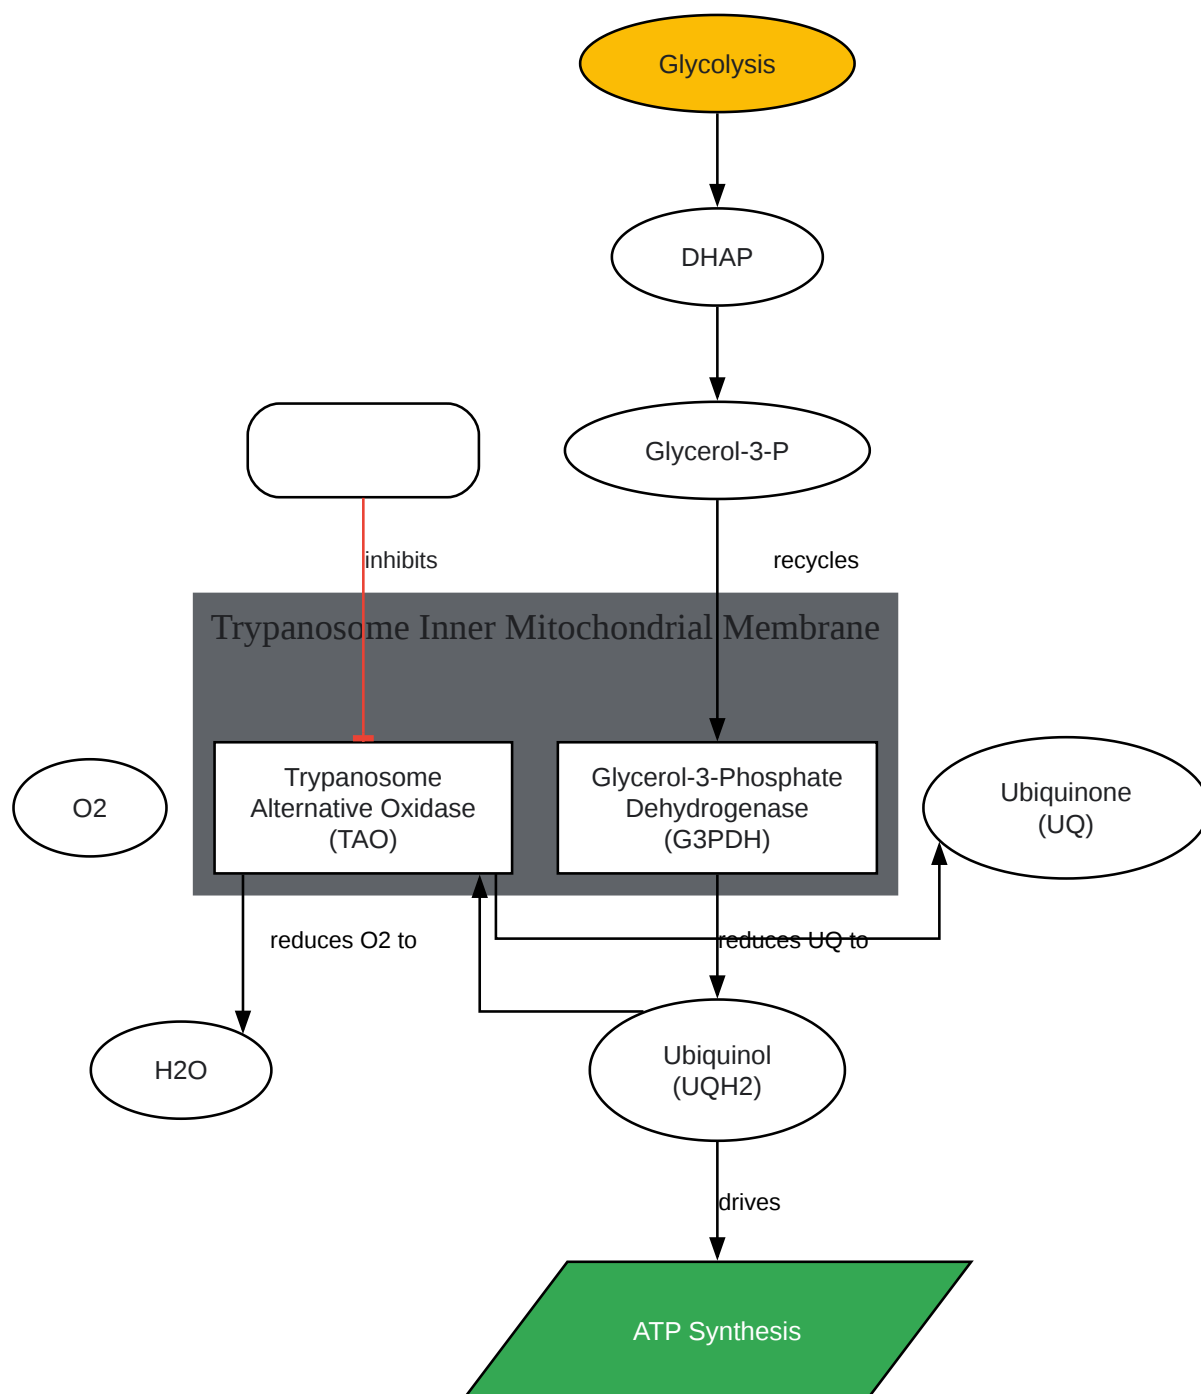 Glycolysis
DHAP
Glycerol-3-P
inhibits
recycles
Trypanosome Inner Mitochondrial Membrane
O2
Trypanosome
Alternative Oxidase
(TAO)
Glycerol-3-Phosphate
Dehydrogenase
(G3PDH)
Ubiquinone
(UQ)
reduces O2 to
reduces UQ to
H2O
Ubiquinol
(UQH2)
drives
ATP Synthesis